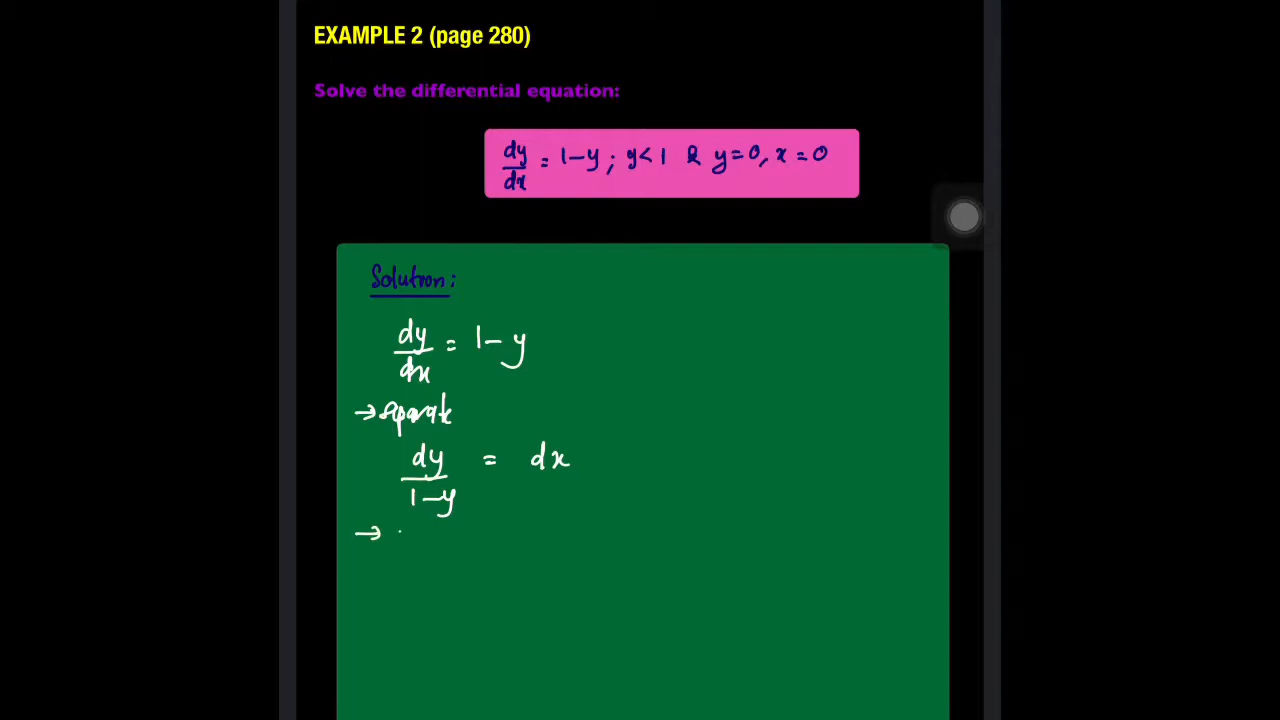 EXAMPLE 2 (page 280)
Solve the differential equation:
dy/dx = 1-y ; y<1 & y=0, x=0
Solution:
dy/dx = 1-y
→ separate
dy/1-y = dx
→